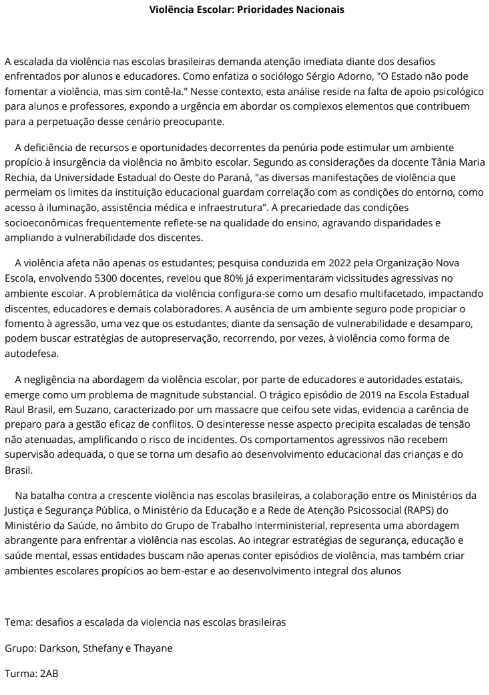 Violência Escolar: Prioridades Nacionais
A escalada da violência nas escolas brasileiras demanda atenção imediata diante dos desafios
enfrentados por alunos e educadores. Como enfatiza o sociólogo Sérgio Adorno, "O Estado não pode
fomentar a violência, mas sim contê-la." Nesse contexto, esta análise reside na falta de apoio psicológico
para alunos e professores, expondo a urgência em abordar os complexos elementos que contribuem
para a perpetuação desse cenário preocupante.
A deficiência de recursos e oportunidades decorrentes da penúria pode estimular um ambiente
propício à insurgência da violência no âmbito escolar. Segundo as considerações da docente Tânia Maria
Rechia, da Universidade Estadual do Oeste do Paraná, "as diversas manifestações de violência que
permeiam os limites da instituição educacional guardam correlação com as condições do entorno, como
acesso à iluminação, assistência médica e infraestrutura". A precariedade das condições
socioeconômicas frequentemente reflete-se na qualidade do ensino, agravando disparidades e
ampliando a vulnerabilidade dos discentes.
A violência afeta não apenas os estudantes; pesquisa conduzida em 2022 pela Organização Nova
Escola, envolvendo 5300 docentes, revelou que 80% já experimentaram vicissitudes agressivas no
ambiente escolar. A problemática da violência configura-se como um desafio multifacetado, impactando
discentes, educadores e demais colaboradores. A ausência de um ambiente seguro pode propiciar o
fomento à agressão, uma vez que os estudantes, diante da sensação de vulnerabilidade e desamparo,
podem buscar estratégias de autopreservação, recorrendo, por vezes, à violência como forma de
autodefesa.
A negligência na abordagem da violência escolar, por parte de educadores e autoridades estatais,
emerge como um problema de magnitude substancial. O trágico episódio de 2019 na Escola Estadual
Raul Brasil, em Suzano, caracterizado por um massacre que ceifou sete vidas, evidencia a carência de
preparo para a gestão eficaz de conflitos. O desinteresse nesse aspecto precipita escaladas de tensão
não atenuadas, amplificando o risco de incidentes. Os comportamentos agressivos não recebem
supervisão adequada, o que se torna um desafio ao desenvolvimento educacional das crianças e do
Brasil.
Na batalha contra a crescente violência nas escolas brasileiras, a colaboração entre os Ministérios da
Justiça e Segurança Pública, o Ministério da Educação e a Rede de Atenção Psicossocial (RAPS) do
Ministério da Saúde, no âmbito do Grupo de Trabalho Interministerial, representa uma abordagem
abrangente para enfrentar a violência nas escolas. Ao integrar estratégias de segurança, educação e
saúde mental, essas entidades buscam não apenas conter episódios de violência, mas também criar
ambientes escolares propícios ao bem-estar e ao desenvolvimento integral dos alunos
Tema: desafios a escalada da violencia nas escolas brasileiras
Grupo: Darkson, Sthefany e Thayane
Turma: 2AB